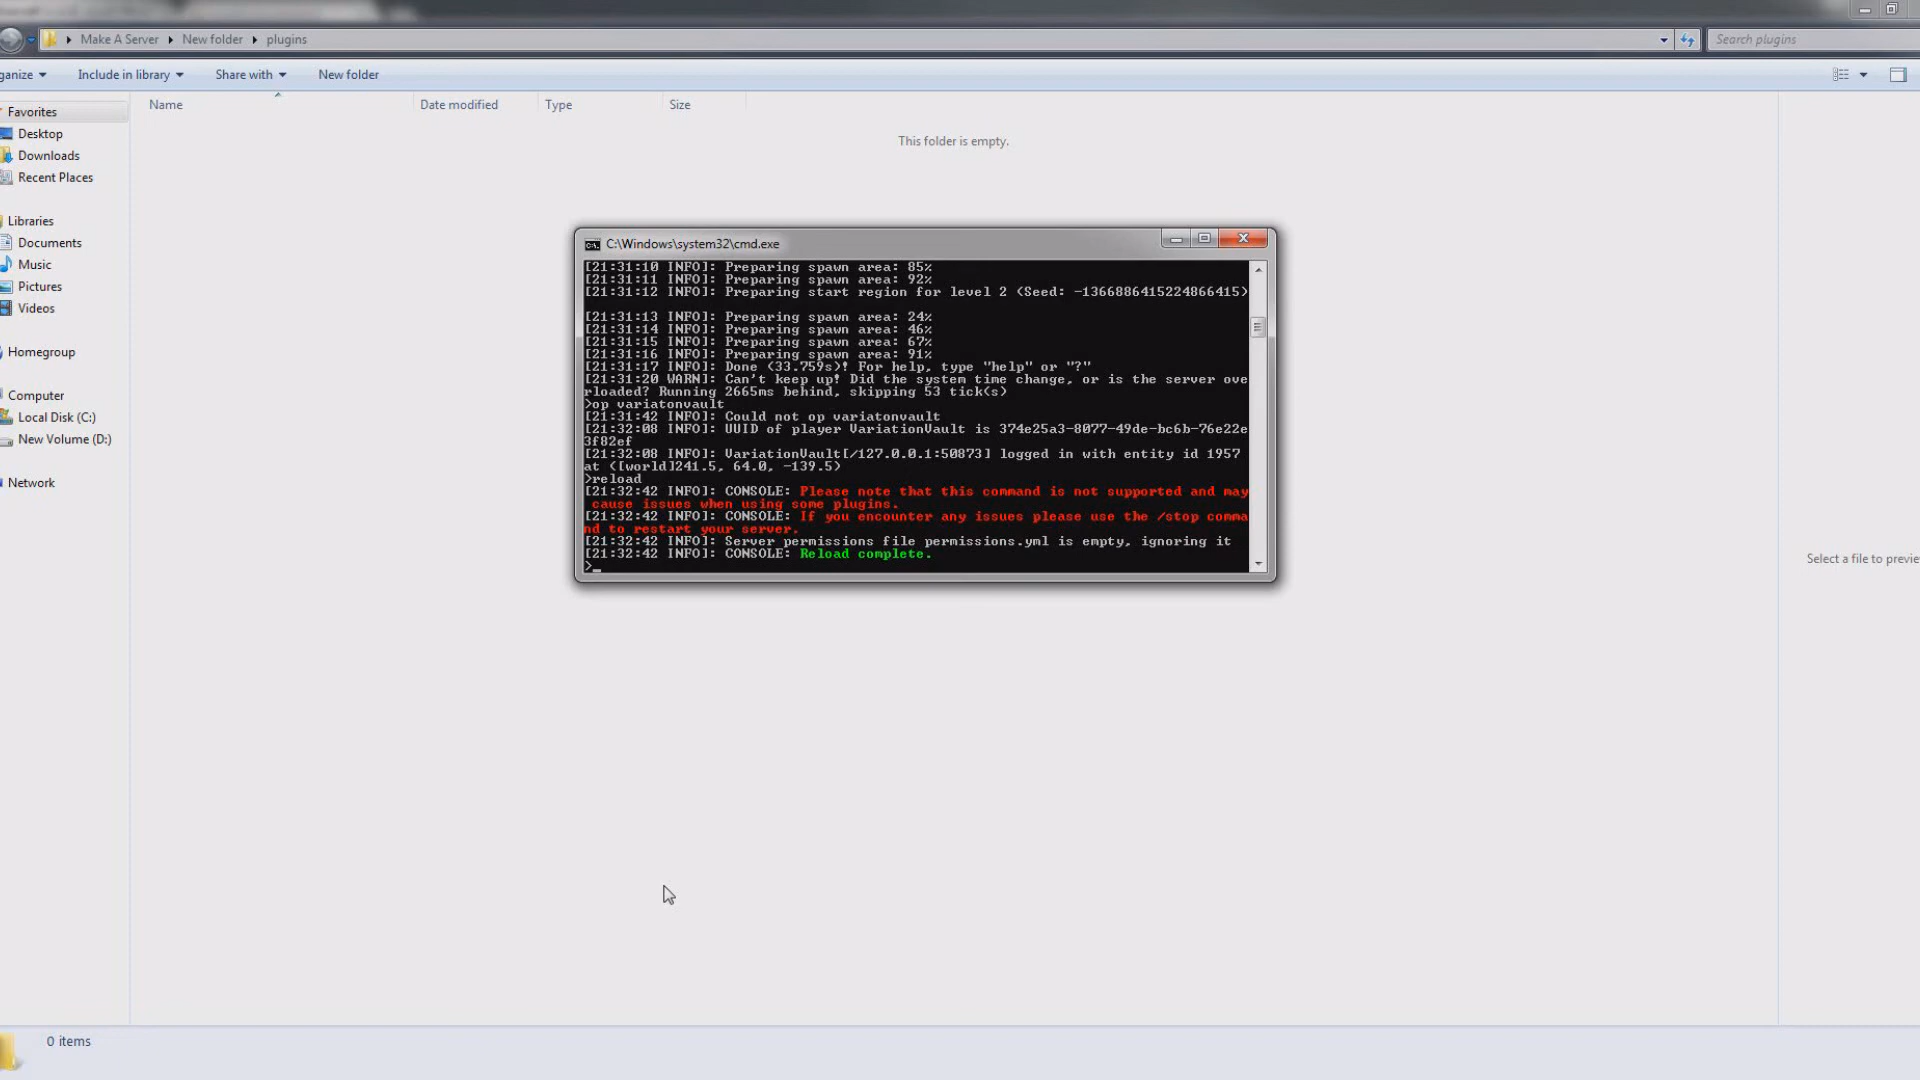 Make A Server New folder plugins
Search plugins
ganize Include in library Share with New folder
Name Date modified Type Size
This folder is empty.
Favorites
Desktop
Downloads
Recent Places
Libraries
Documents
Music
Pictures
Videos
Homegroup
Computer
Local Disk (C:)
New Volume (D:)
Network
C:\Windows\system32\cmd.exe
[21:31:10 INFO]: Preparing spawn area: 85%
[21:31:11 INFO]: Preparing spawn area: 92%
[21:31:12 INFO]: Preparing start region for level 2 (Seed: -1366886415224866415)
[21:31:13 INFO]: Preparing spawn area: 24%
[21:31:14 INFO]: Preparing spawn area: 46%
[21:31:15 INFO]: Preparing spawn area: 67%
[21:31:16 INFO]: Preparing spawn area: 91%
[21:31:17 INFO]: Done (33.759s)! For help, type "help" or "?"
[21:31:20 WARN]: Can't keep up! Did the system time change, or is the server ove
rloaded? Running 2665ms behind, skipping 53 tick(s)
>op variatonvault
[21:31:42 INFO]: Could not op variatonvault
[21:32:08 INFO]: UUID of player VariationVault is 374e25a3-8077-49de-bc6b-76e22e
3f82ef
[21:32:08 INFO]: VariationVault[/127.0.0.1:50873] logged in with entity id 1957
at ([world]241.5, 64.0, -139.5)
>reload
[21:32:42 INFO]: CONSOLE: Please note that this command is not supported and may
cause issues when using some plugins.
[21:32:42 INFO]: CONSOLE: If you encounter any issues please use the /stop comma
nd to restart your server.
[21:32:42 INFO]: Server permissions file permissions.yml is empty, ignoring it
[21:32:42 INFO]: CONSOLE: Reload complete.
>_
Select a file to previe
0 items